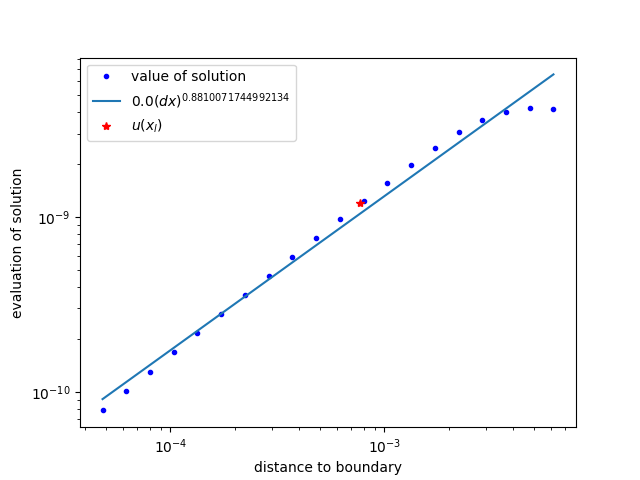 value of solution
0.0(dx)^0.8810071744992134
u(x_l)
10^-9
10^-10
evaluation of solution
10^-4
10^-3
distance to boundary